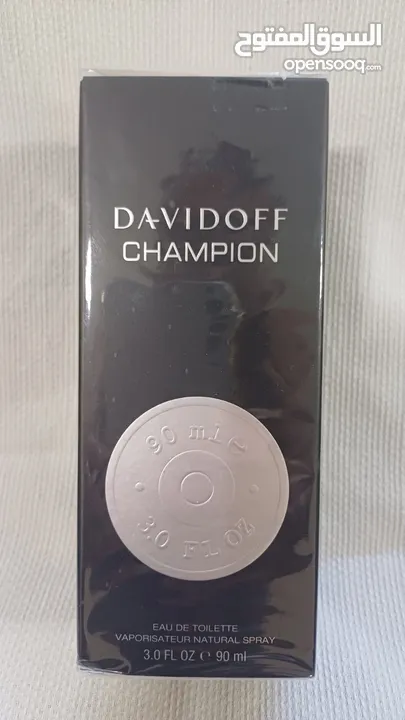 السوق المفتوح
opensooq.com
DAVIDOFF
CHAMPION
90 ml ℮
3.0 FL OZ
EAU DE TOILETTE
VAPORISATEUR NATURAL SPRAY
3.0 FL OZ ℮ 90 ml